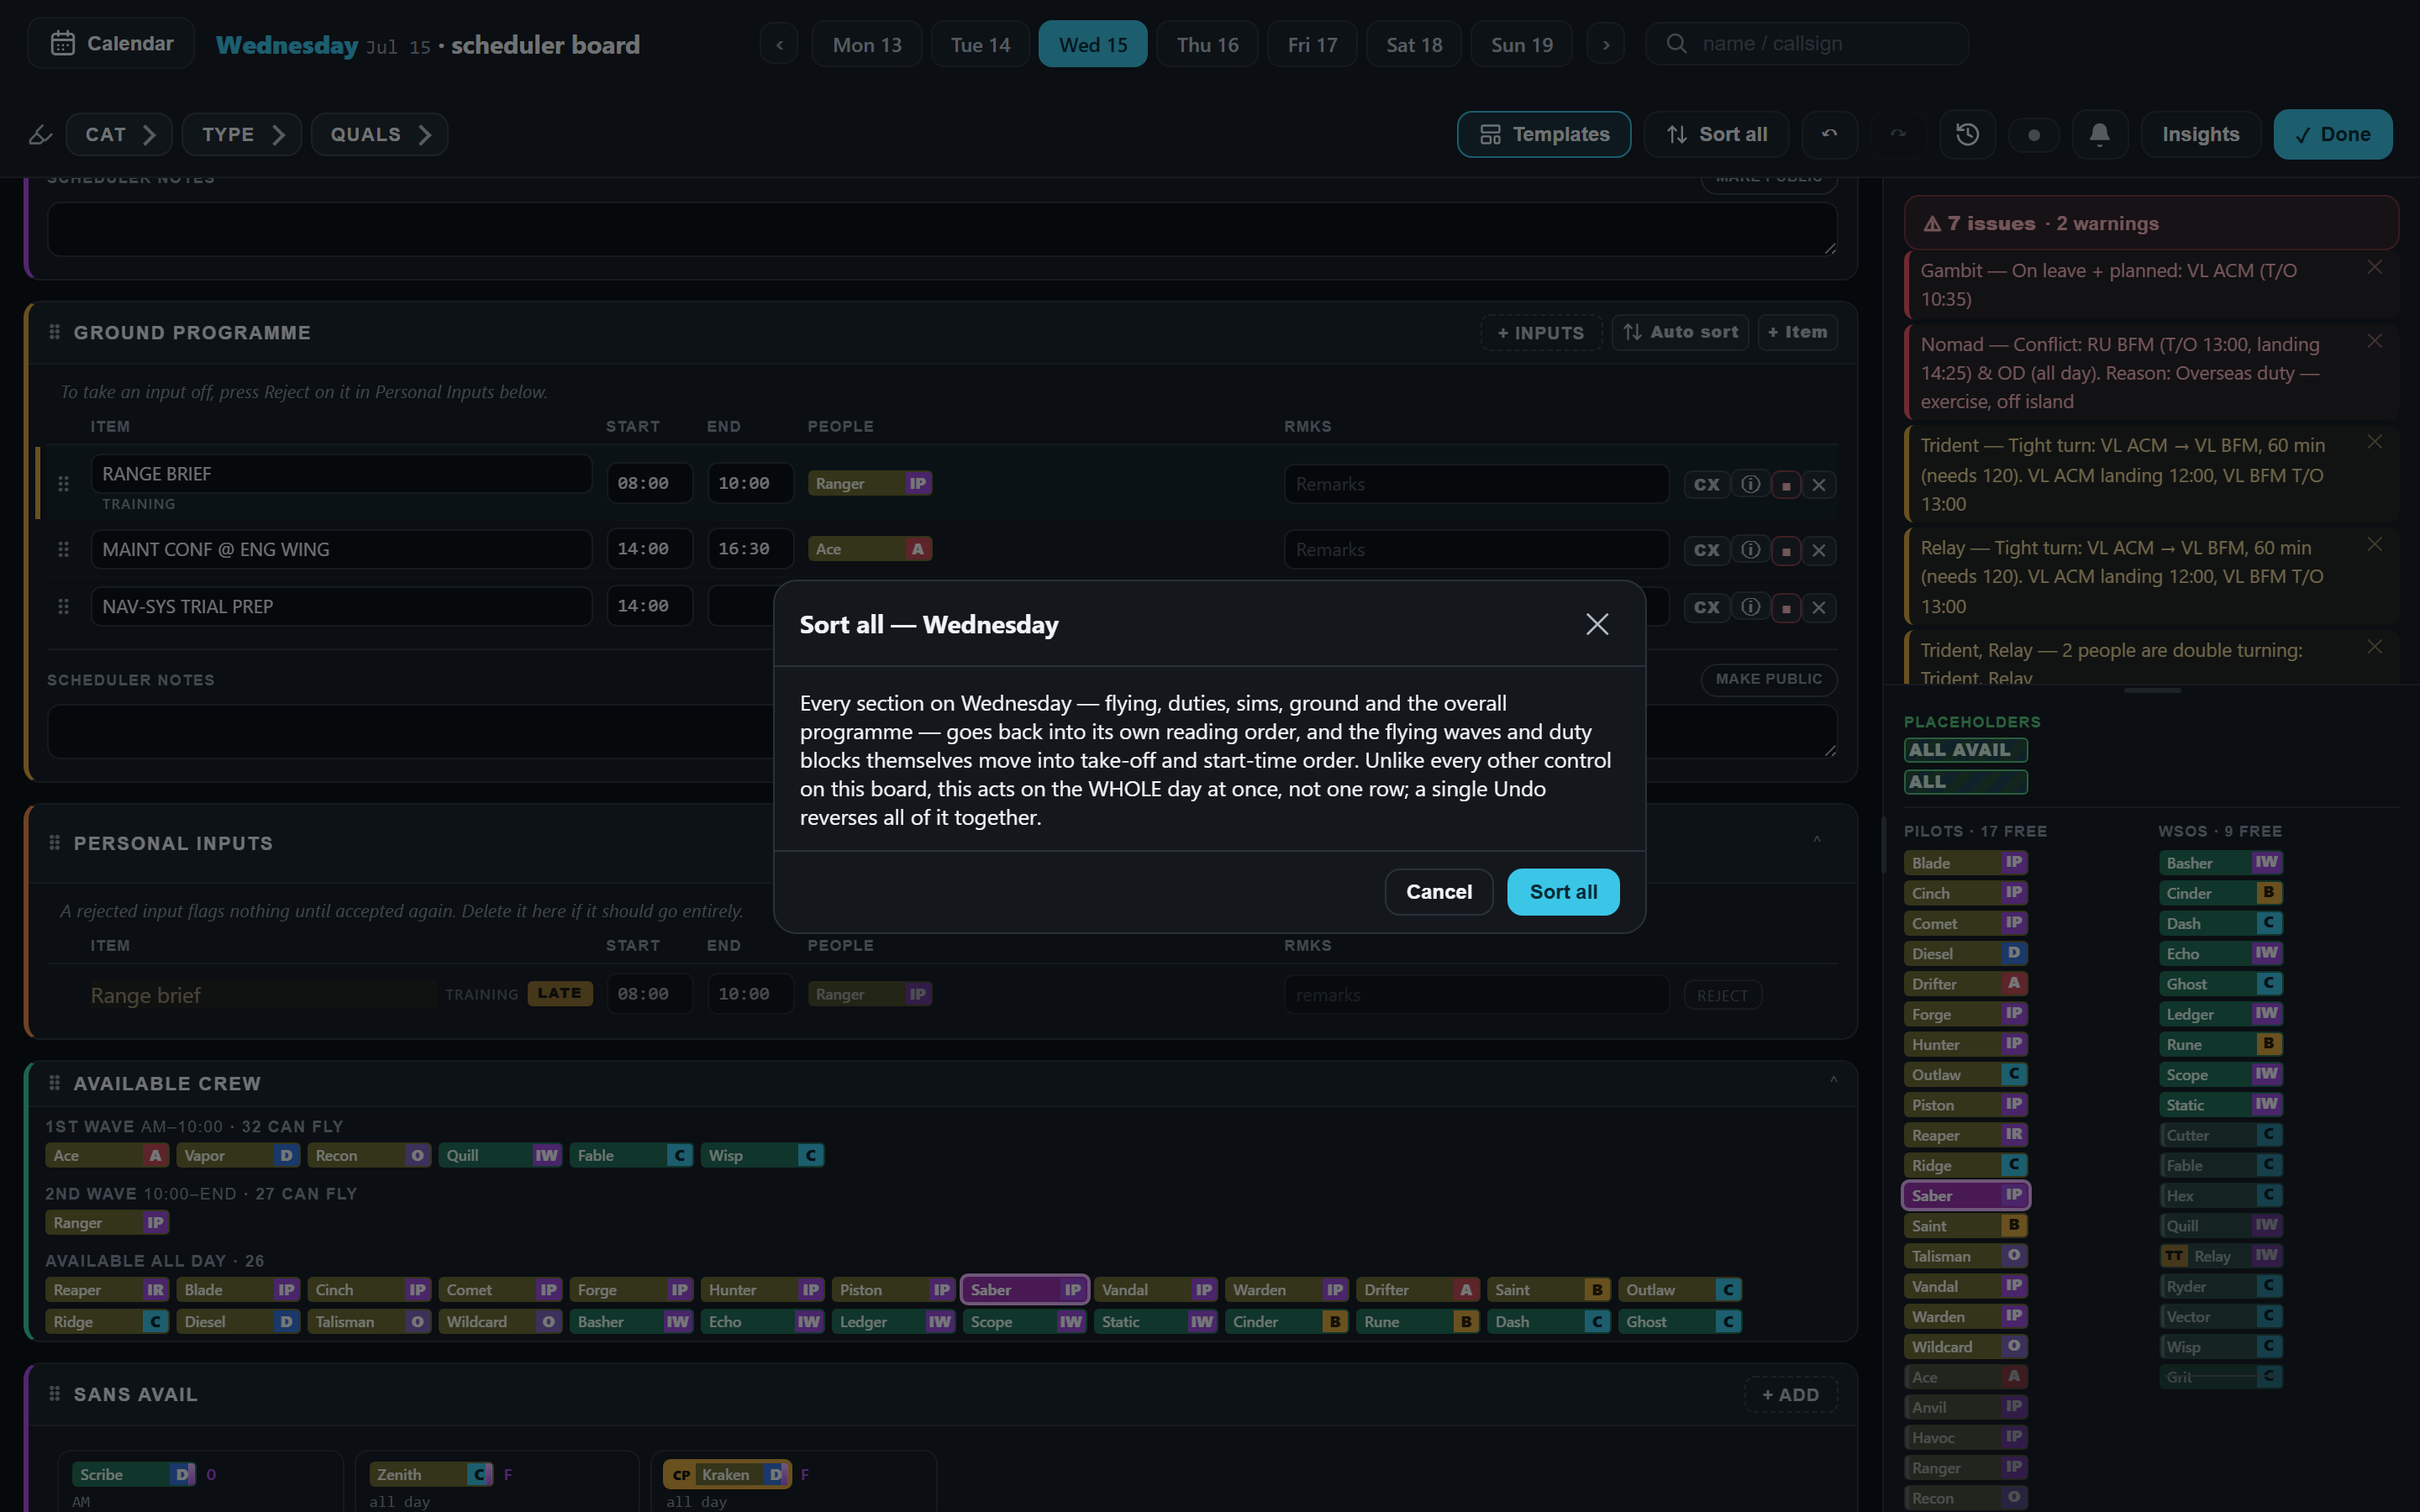 Calendar
Wednesday Jul 15 • scheduler board
‹ Mon 13 Tue 14 Wed 15 Thu 16 Fri 17 Sat 18 Sun 19 ›
name / callsign
CAT TYPE QUALS
Templates Sort all Insights ✓ Done
SCHEDULER NOTES MAKE PUBLIC
GROUND PROGRAMME
+ INPUTS Auto sort + Item
To take an input off, press Reject on it in Personal Inputs below.
ITEM START END PEOPLE RMKS
RANGE BRIEF 08:00 10:00 Ranger IP Remarks CX
TRAINING
MAINT CONF @ ENG WING 14:00 16:30 Ace A Remarks CX
NAV-SYS TRIAL PREP 14:00 CX
SCHEDULER NOTES MAKE PUBLIC
Sort all — Wednesday
Every section on Wednesday — flying, duties, sims, ground and the overall
programme — goes back into its own reading order, and the flying waves and duty
blocks themselves move into take-off and start-time order. Unlike every other control
on this board, this acts on the WHOLE day at once, not one row; a single Undo
reverses all of it together.
Cancel Sort all
PERSONAL INPUTS
A rejected input flags nothing until accepted again. Delete it here if it should go entirely.
ITEM START END PEOPLE RMKS
Range brief TRAINING LATE 08:00 10:00 Ranger IP remarks REJECT
AVAILABLE CREW
1ST WAVE AM–10:00 · 32 CAN FLY
Ace A Vapor D Recon O Quill IW Fable C Wisp C
2ND WAVE 10:00–END · 27 CAN FLY
Ranger IP
AVAILABLE ALL DAY · 26
Reaper IR Blade IP Cinch IP Comet IP Forge IP Hunter IP Piston IP Saber IP Vandal IP Warden IP Drifter A Saint B Outlaw C
Ridge C Diesel D Talisman O Wildcard O Basher IW Echo IW Ledger IW Scope IW Static IW Cinder B Rune B Dash C Ghost C
SANS AVAIL
+ ADD
Scribe D O
AM
Zenith C F
all day
CP Kraken D F
all day
⚠ 7 issues · 2 warnings
Gambit — On leave + planned: VL ACM (T/O
10:35)
Nomad — Conflict: RU BFM (T/O 13:00, landing
14:25) & OD (all day). Reason: Overseas duty —
exercise, off island
Trident — Tight turn: VL ACM → VL BFM, 60 min
(needs 120). VL ACM landing 12:00, VL BFM T/O
13:00
Relay — Tight turn: VL ACM → VL BFM, 60 min
(needs 120). VL ACM landing 12:00, VL BFM T/O
13:00
Trident, Relay — 2 people are double turning:
Trident, Relay
PLACEHOLDERS
ALL AVAIL
ALL
PILOTS · 17 FREE
Blade IP
Cinch IP
Comet IP
Diesel D
Drifter A
Forge IP
Hunter IP
Outlaw C
Piston IP
Reaper IR
Ridge C
Saber IP
Saint B
Talisman O
Vandal IP
Warden IP
Wildcard O
Ace A
Anvil IP
Havoc IP
Ranger IP
Recon O
WSOS · 9 FREE
Basher IW
Cinder B
Dash C
Echo IW
Ghost C
Ledger IW
Rune B
Scope IW
Static IW
Cutter C
Fable C
Hex C
Quill IW
TT Relay IW
Ryder C
Vector C
Wisp C
Grit C